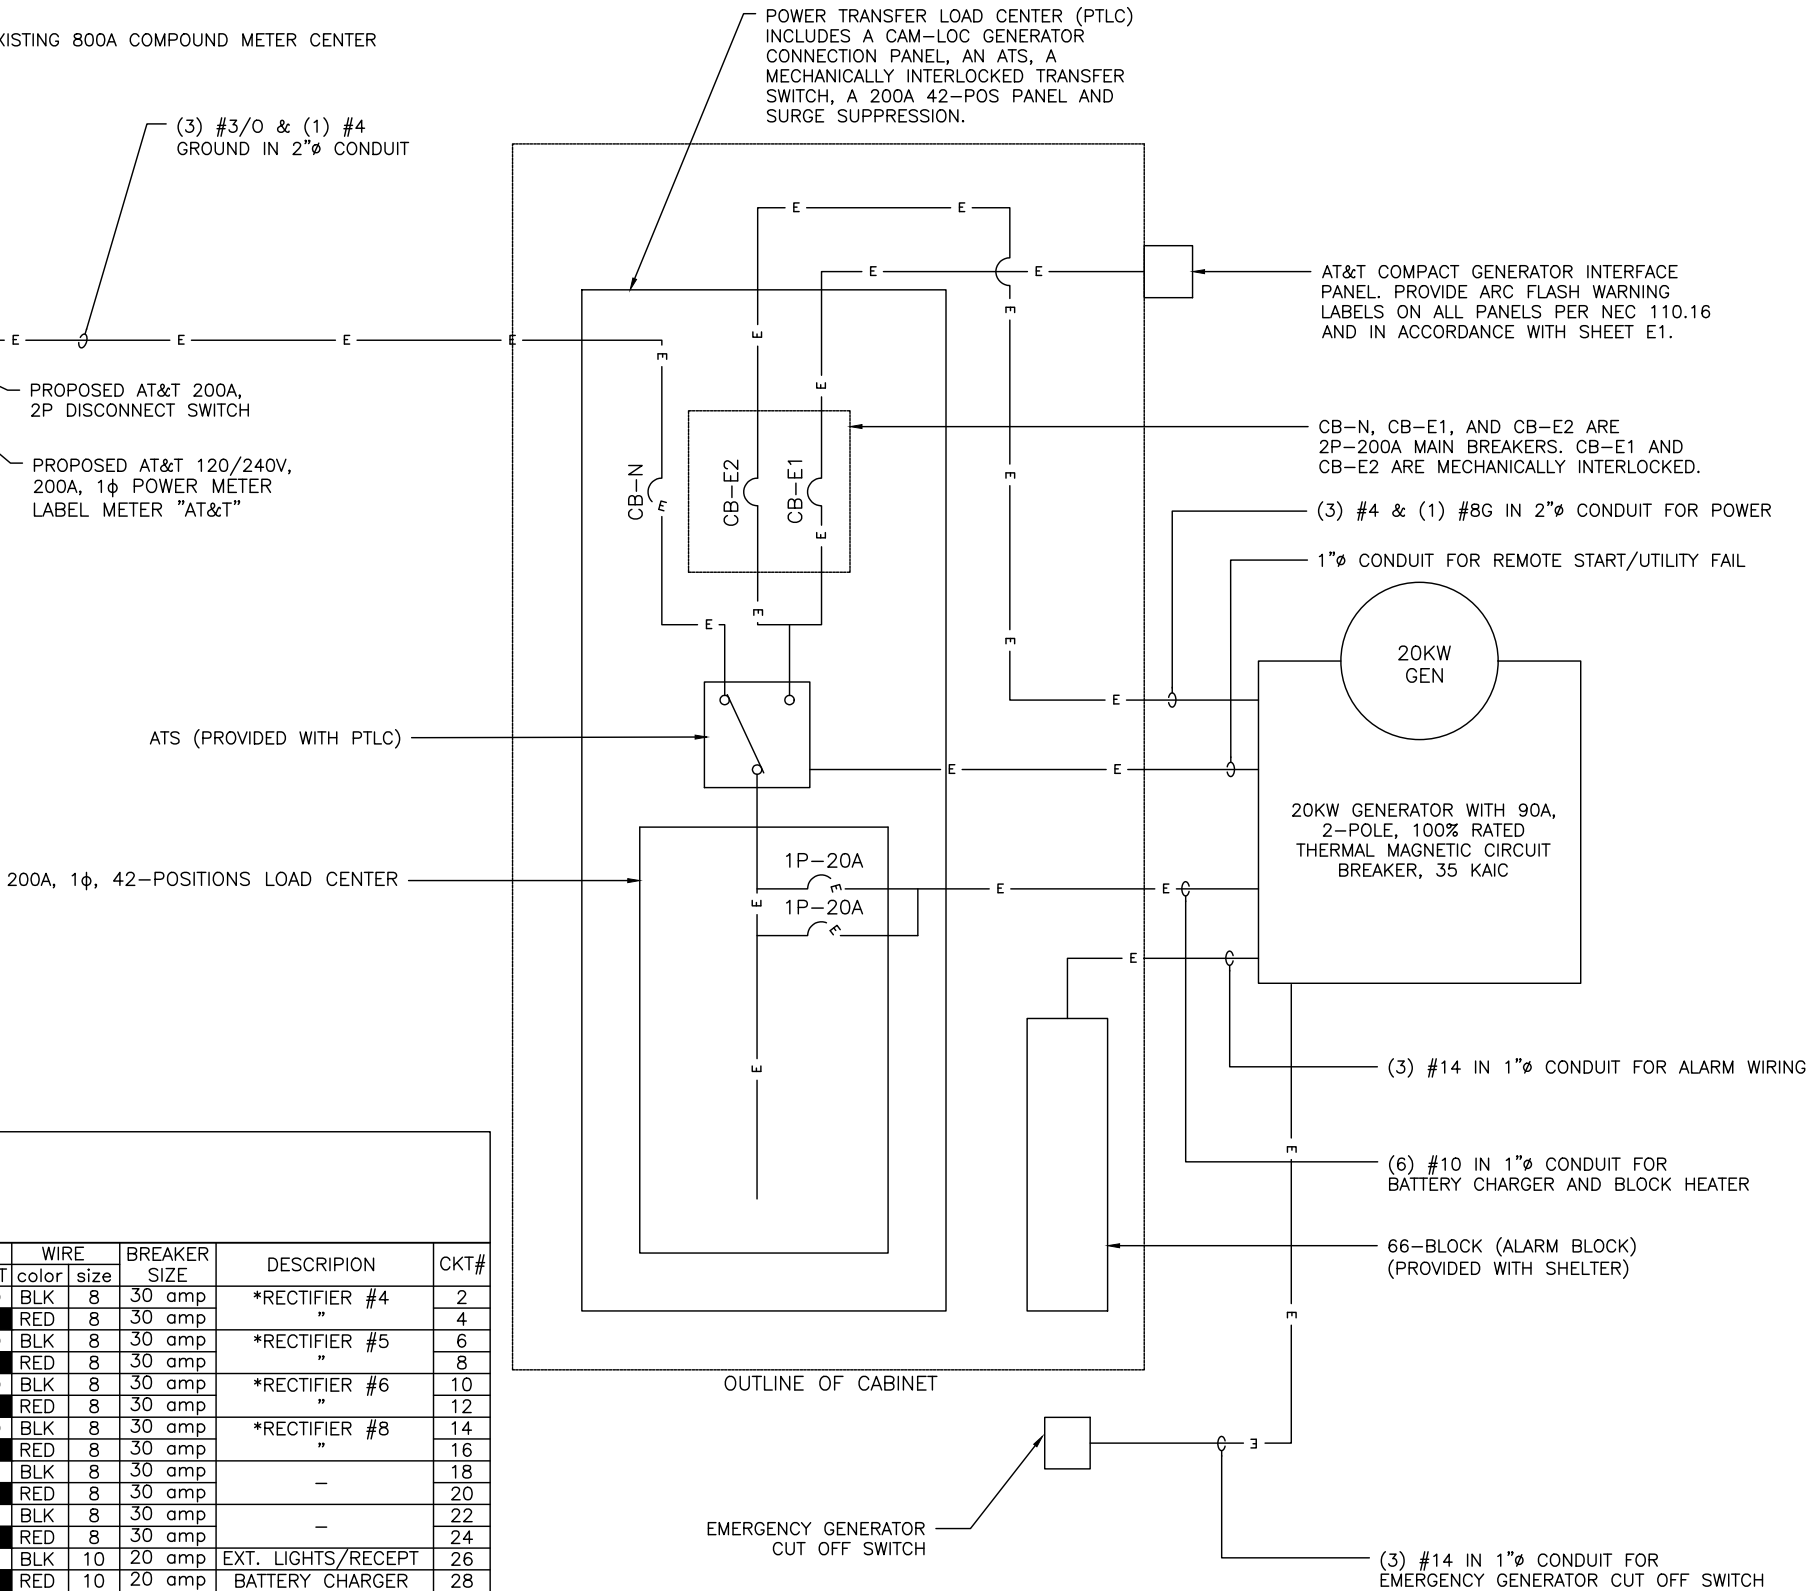 POWER TRANSFER LOAD CENTER (PTLC)
INCLUDES A CAM-LOC GENERATOR
CONNECTION PANEL, AN ATS, A
MECHANICALLY INTERLOCKED TRANSFER
SWITCH, A 200A 42-POS PANEL AND
SURGE SUPPRESSION.
XISTING 800A COMPOUND METER CENTER
(3) #3/0 & (1) #4
GROUND IN 2"ø CONDUIT
E E
E E
AT&T COMPACT GENERATOR INTERFACE
PANEL. PROVIDE ARC FLASH WARNING
LABELS ON ALL PANELS PER NEC 110.16
AND IN ACCORDANCE WITH SHEET E1.
E
E
E E E E
E
E
PROPOSED AT&T 200A,
2P DISCONNECT SWITCH
PROPOSED AT&T 120/240V,
200A, 1ϕ POWER METER
LABEL METER "AT&T"
CB-N
CB-E2
CB-E1
E
E
E
CB-N, CB-E1, AND CB-E2 ARE
2P-200A MAIN BREAKERS. CB-E1 AND
CB-E2 ARE MECHANICALLY INTERLOCKED.
(3) #4 & (1) #8G IN 2"ø CONDUIT FOR POWER
1"ø CONDUIT FOR REMOTE START/UTILITY FAIL
E
E
E
20KW
GEN
E
ATS (PROVIDED WITH PTLC)
E E
20KW GENERATOR WITH 90A,
2-POLE, 100% RATED
THERMAL MAGNETIC CIRCUIT
BREAKER, 35 KAIC
200A, 1ϕ, 42-POSITIONS LOAD CENTER
1P-20A
E E E
E
1P-20A
E
E
E
(3) #14 IN 1"ø CONDUIT FOR ALARM WIRING
E
(6) #10 IN 1"ø CONDUIT FOR
BATTERY CHARGER AND BLOCK HEATER
66-BLOCK (ALARM BLOCK)
(PROVIDED WITH SHELTER)
E
OUTLINE OF CABINET
E
EMERGENCY GENERATOR
CUT OFF SWITCH
(3) #14 IN 1"ø CONDUIT FOR
EMERGENCY GENERATOR CUT OFF SWITCH
WIRE BREAKER SIZE DESCRIPION CKT#
T color size
BLK 8 30 amp *RECTIFIER #4 2
RED 8 30 amp " 4
BLK 8 30 amp *RECTIFIER #5 6
RED 8 30 amp " 8
BLK 8 30 amp *RECTIFIER #6 10
RED 8 30 amp " 12
BLK 8 30 amp *RECTIFIER #8 14
RED 8 30 amp " 16
BLK 8 30 amp – 18
RED 8 30 amp 20
BLK 8 30 amp – 22
RED 8 30 amp 24
BLK 10 20 amp EXT. LIGHTS/RECEPT 26
RED 10 20 amp BATTERY CHARGER 28